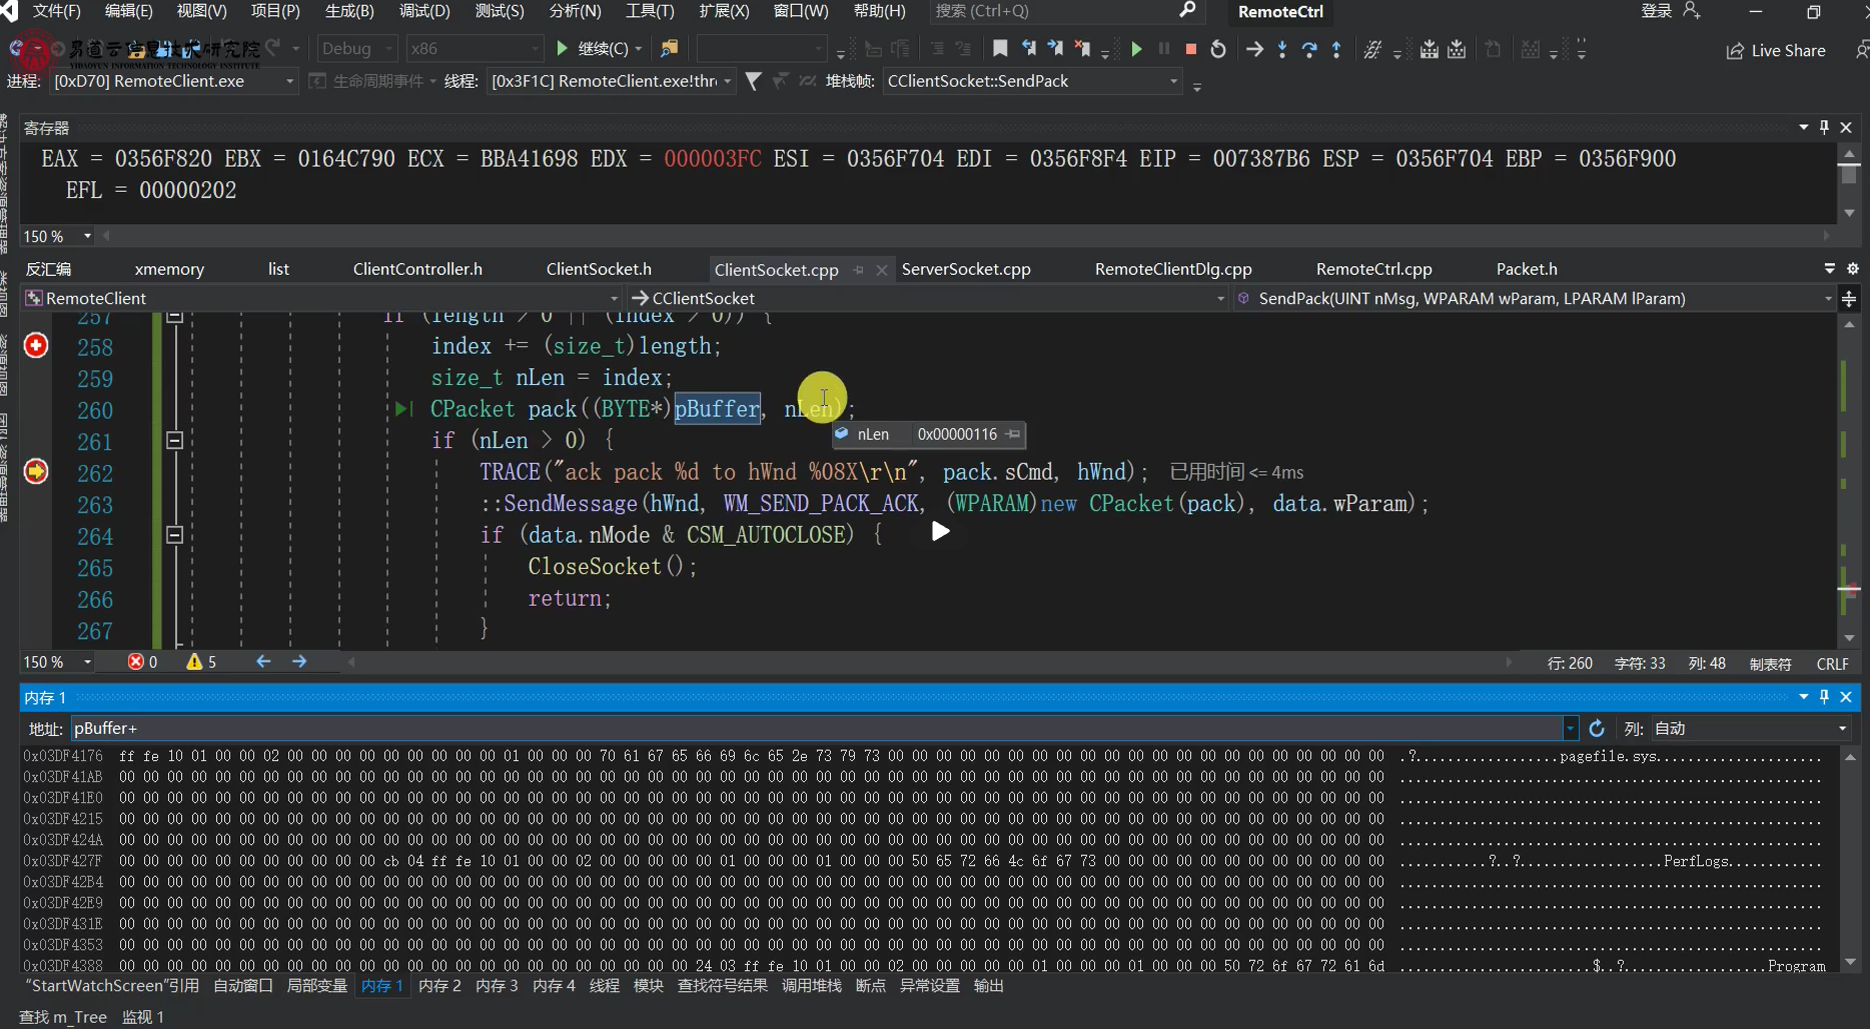 文件(F) 编辑(E) 视图(V) 项目(P) 生成(B) 调试(D) 测试(S) 分析(N) 工具(T) 扩展(X) 窗口(W) 帮助(H) 搜索 (Ctrl+Q) RemoteCtrl 登录
易道云信息技术研究院 Debug x86 继续(C) Live Share
YIDAOYUN INFORMATION TECHNOLOGY INSTITUTE
进程: [0xD70] RemoteClient.exe 生命周期事件 线程: [0x3F1C] RemoteClient.exe!thr 堆栈帧: CClientSocket::SendPack
寄存器
EAX = 0356F820 EBX = 0164C790 ECX = BBA41698 EDX = 000003FC ESI = 0356F704 EDI = 0356F8F4 EIP = 007387B6 ESP = 0356F704 EBP = 0356F900
EFL = 00000202
150 %
反汇编 xmemory list ClientController.h ClientSocket.h ClientSocket.cpp ServerSocket.cpp RemoteClientDlg.cpp RemoteCtrl.cpp Packet.h
RemoteClient CClientSocket SendPack(UINT nMsg, WPARAM wParam, LPARAM lParam)
257 if (length > 0 || (index > 0)) {
258 index += (size_t)length;
259 size_t nLen = index;
260 CPacket pack((BYTE*)pBuffer, nLen);
261 if (nLen > 0) {
nLen 0x00000116
262 TRACE("ack pack %d to hWnd %08X\r\n", pack.sCmd, hWnd); 已用时间 <= 4ms
263 ::SendMessage(hWnd, WM_SEND_PACK_ACK, (WPARAM)new CPacket(pack), data.wParam);
264 if (data.nMode & CSM_AUTOCLOSE) {
265 CloseSocket();
266 return;
267 }
150 % 0 5 行: 260 字符: 33 列: 48 制表符 CRLF
内存 1
地址: pBuffer+ 列: 自动
0x03DF4176 ff fe 10 01 00 00 02 00 00 00 00 00 00 00 00 00 01 00 00 00 70 61 67 65 66 69 6c 65 2e 73 79 73 00 00 00 00 00 00 00 00 00 00 00 00 00 00 00 00 00 00 00 00 00 .?..................pagefile.sys.....................
0x03DF41AB 00 00 00 00 00 00 00 00 00 00 00 00 00 00 00 00 00 00 00 00 00 00 00 00 00 00 00 00 00 00 00 00 00 00 00 00 00 00 00 00 00 00 00 00 00 00 00 00 00 00 00 00 00 .....................................................
0x03DF41E0 00 00 00 00 00 00 00 00 00 00 00 00 00 00 00 00 00 00 00 00 00 00 00 00 00 00 00 00 00 00 00 00 00 00 00 00 00 00 00 00 00 00 00 00 00 00 00 00 00 00 00 00 00 .....................................................
0x03DF4215 00 00 00 00 00 00 00 00 00 00 00 00 00 00 00 00 00 00 00 00 00 00 00 00 00 00 00 00 00 00 00 00 00 00 00 00 00 00 00 00 00 00 00 00 00 00 00 00 00 00 00 00 00 .....................................................
0x03DF424A 00 00 00 00 00 00 00 00 00 00 00 00 00 00 00 00 00 00 00 00 00 00 00 00 00 00 00 00 00 00 00 00 00 00 00 00 00 00 00 00 00 00 00 00 00 00 00 00 00 00 00 00 00 .....................................................
0x03DF427F 00 00 00 00 00 00 00 00 00 00 00 cb 04 ff fe 10 01 00 00 02 00 00 00 00 00 01 00 00 00 01 00 00 00 50 65 72 66 4c 6f 67 73 00 00 00 00 00 00 00 00 00 00 00 00 ...........?..?..................PerfLogs............
0x03DF42B4 00 00 00 00 00 00 00 00 00 00 00 00 00 00 00 00 00 00 00 00 00 00 00 00 00 00 00 00 00 00 00 00 00 00 00 00 00 00 00 00 00 00 00 00 00 00 00 00 00 00 00 00 00 .....................................................
0x03DF42E9 00 00 00 00 00 00 00 00 00 00 00 00 00 00 00 00 00 00 00 00 00 00 00 00 00 00 00 00 00 00 00 00 00 00 00 00 00 00 00 00 00 00 00 00 00 00 00 00 00 00 00 00 00 .....................................................
0x03DF431E 00 00 00 00 00 00 00 00 00 00 00 00 00 00 00 00 00 00 00 00 00 00 00 00 00 00 00 00 00 00 00 00 00 00 00 00 00 00 00 00 00 00 00 00 00 00 00 00 00 00 00 00 00 .....................................................
0x03DF4353 00 00 00 00 00 00 00 00 00 00 00 00 00 00 00 00 00 00 00 00 00 00 00 00 00 00 00 00 00 00 00 00 00 00 00 00 00 00 00 00 00 00 00 00 00 00 00 00 00 00 00 00 00 .....................................................
0x03DF4388 00 00 00 00 00 00 00 00 00 00 00 00 00 00 00 00 00 00 00 00 00 00 00 00 24 03 ff fe 10 01 00 00 02 00 00 00 00 00 01 00 00 00 01 00 00 00 50 72 6f 67 72 61 6d ........................$..?..................Program
"StartWatchScreen"引用 自动窗口 局部变量 内存 1 内存 2 内存 3 内存 4 线程 模块 查找符号结果 调用堆栈 断点 异常设置 输出
查找 m_Tree 监视 1